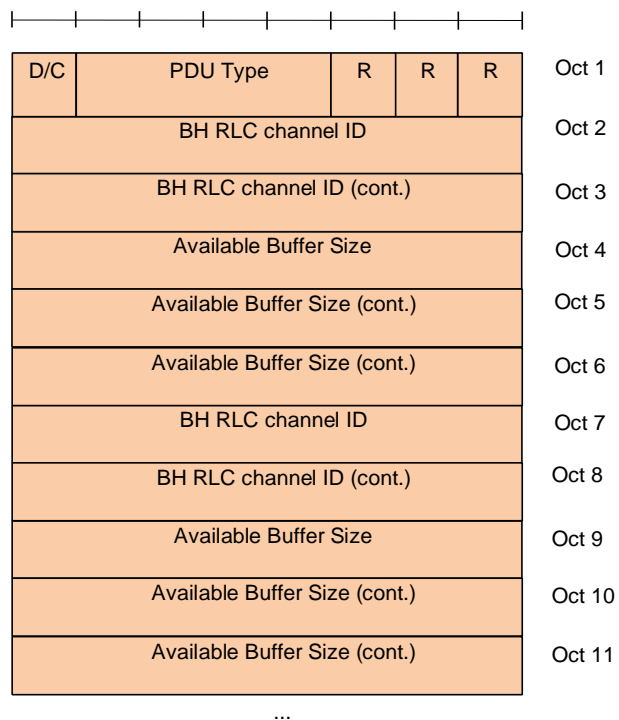 D/C PDU Type R R R Oct 1
BH RLC channel ID Oct 2
BH RLC channel ID (cont.) Oct 3
Available Buffer Size Oct 4
Available Buffer Size (cont.) Oct 5
Available Buffer Size (cont.) Oct 6
BH RLC channel ID Oct 7
BH RLC channel ID (cont.) Oct 8
Available Buffer Size Oct 9
Available Buffer Size (cont.) Oct 10
Available Buffer Size (cont.) Oct 11
...